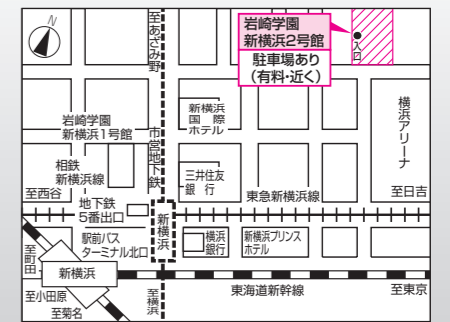 N
至あざみ野
岩崎学園
新横浜2号館
駐車場あり
(有料・近く)
入口
横浜アリーナ
新横浜
国際
ホテル
岩崎学園
新横浜1号館
市営地下鉄
相鉄
新横浜線
三井住友
銀行
至西谷
東急新横浜線
至日吉
地下鉄
5番出口
新横浜
駅前バス
ターミナル北口
横浜
銀行
新横浜プリンス
ホテル
至町田
新横浜
東海道新幹線
至東京
至小田原
至横浜
至菊名